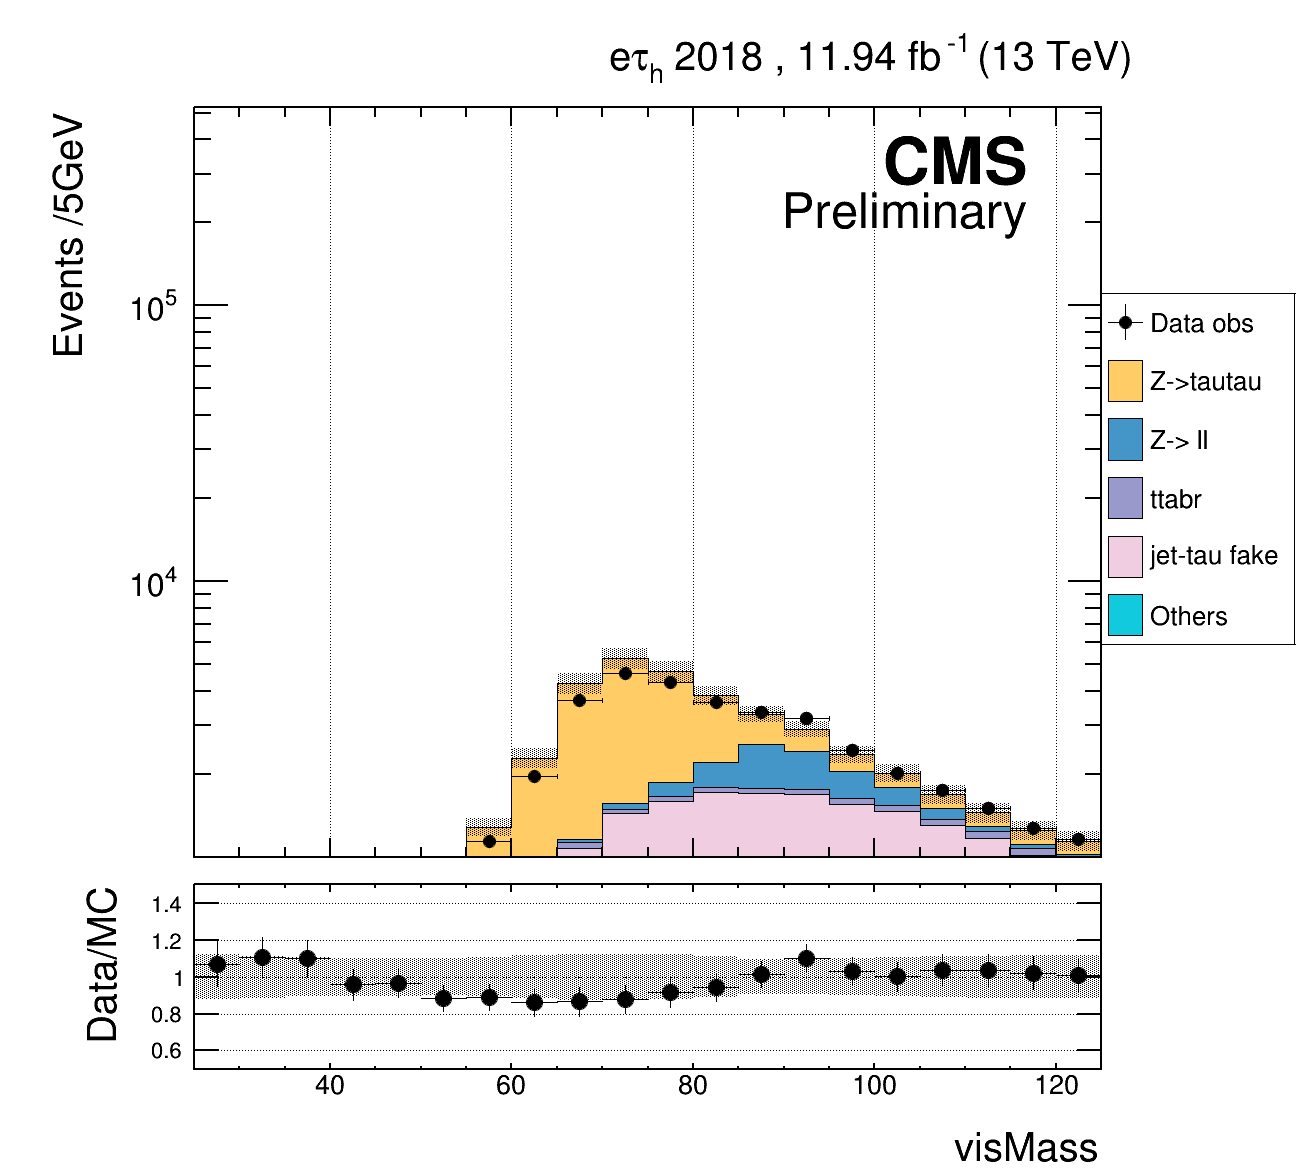 eτh 2018 , 11.94 fb-1 (13 TeV)
Events /5GeV
CMS
Preliminary
10^5
10^4
Data obs
Z->tautau
Z-> ll
ttabr
jet-tau fake
Others
Data/MC
1.4
1.2
1
0.8
0.6
40 60 80 100 120
visMass